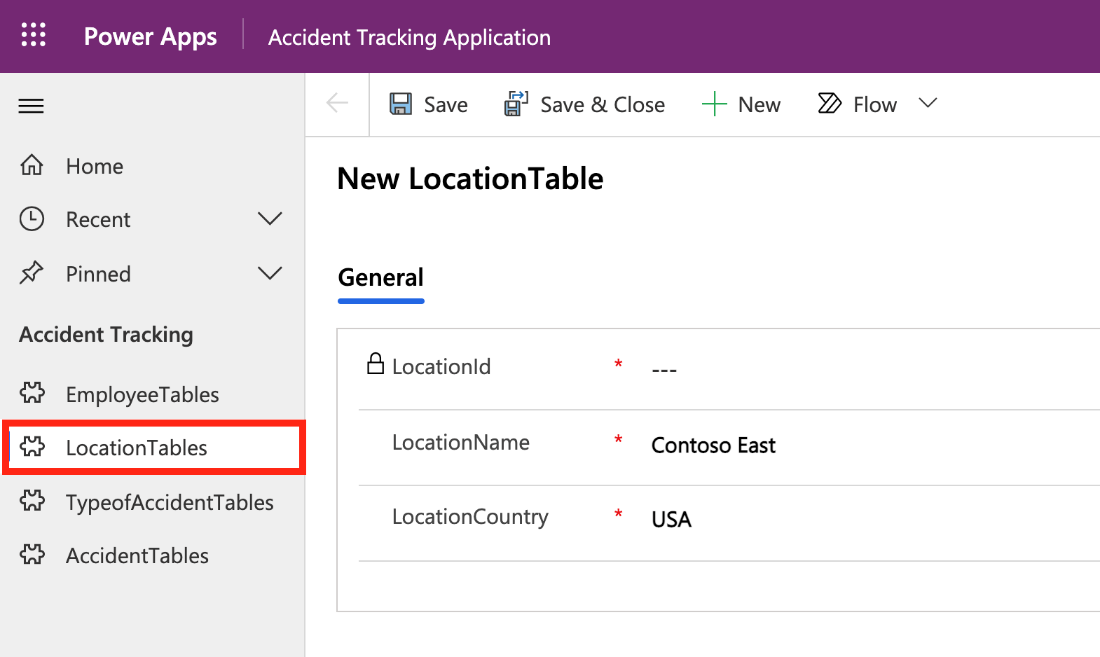 Power Apps
Accident Tracking Application
Home
Recent
Pinned
Accident Tracking
EmployeeTables
LocationTables
TypeofAccidentTables
AccidentTables
Save
Save & Close
New
Flow
New LocationTable
General
LocationId * ---
LocationName * Contoso East
LocationCountry * USA